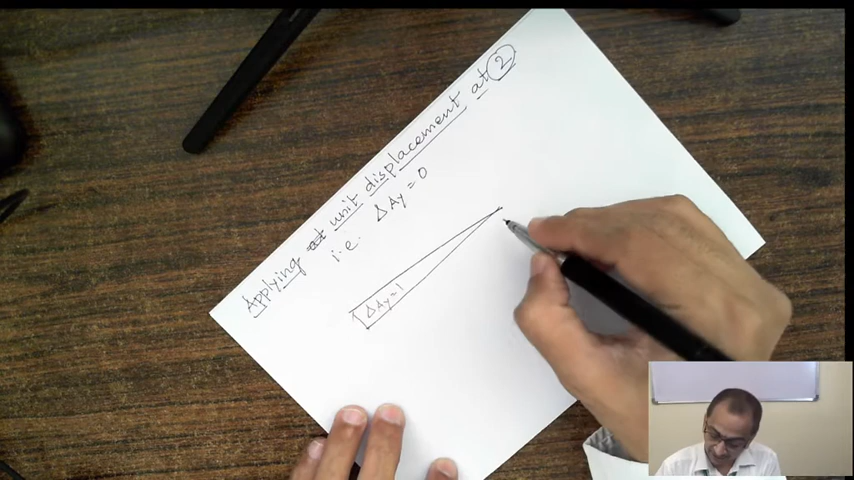 Applying at unit displacement at 2
i.e. ΔAy = 0
ΔAy=1